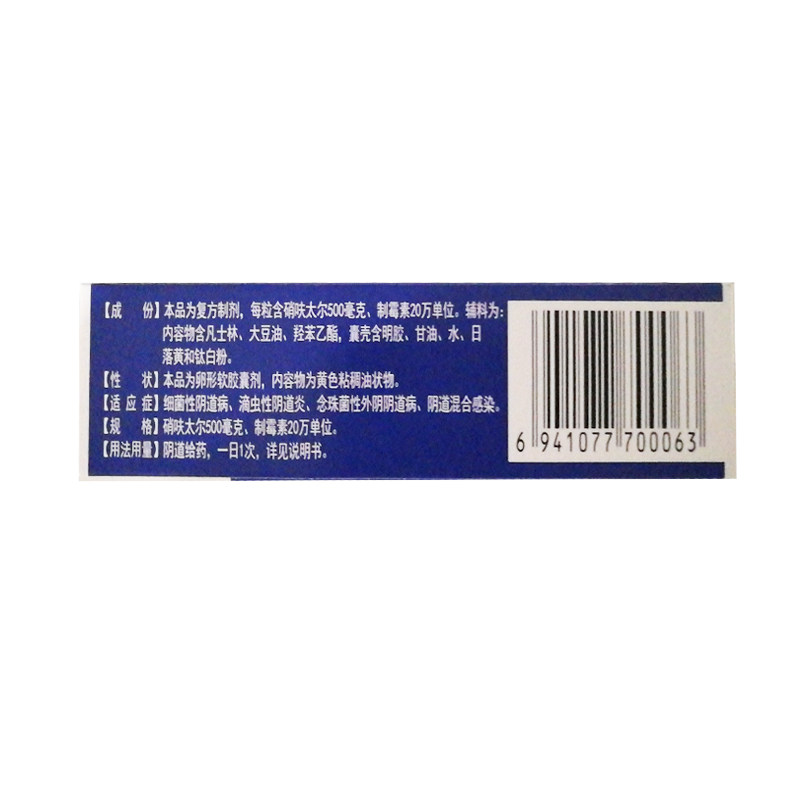 【成　份】本品为复方制剂，每粒含硝呋太尔500毫克、制霉素20万单位。辅料为：
内容物含凡士林、大豆油、羟苯乙酯，囊壳含明胶、甘油、水、日
落黄和钛白粉。
【性　状】本品为卵形软胶囊剂，内容物为黄色粘稠油状物。
【适应症】细菌性阴道病、滴虫性阴道炎、念珠菌性外阴阴道病、阴道混合感染。
【规　格】硝呋太尔500毫克、制霉素20万单位。
【用法用量】阴道给药，一日1次，详见说明书。
6 941077 700063